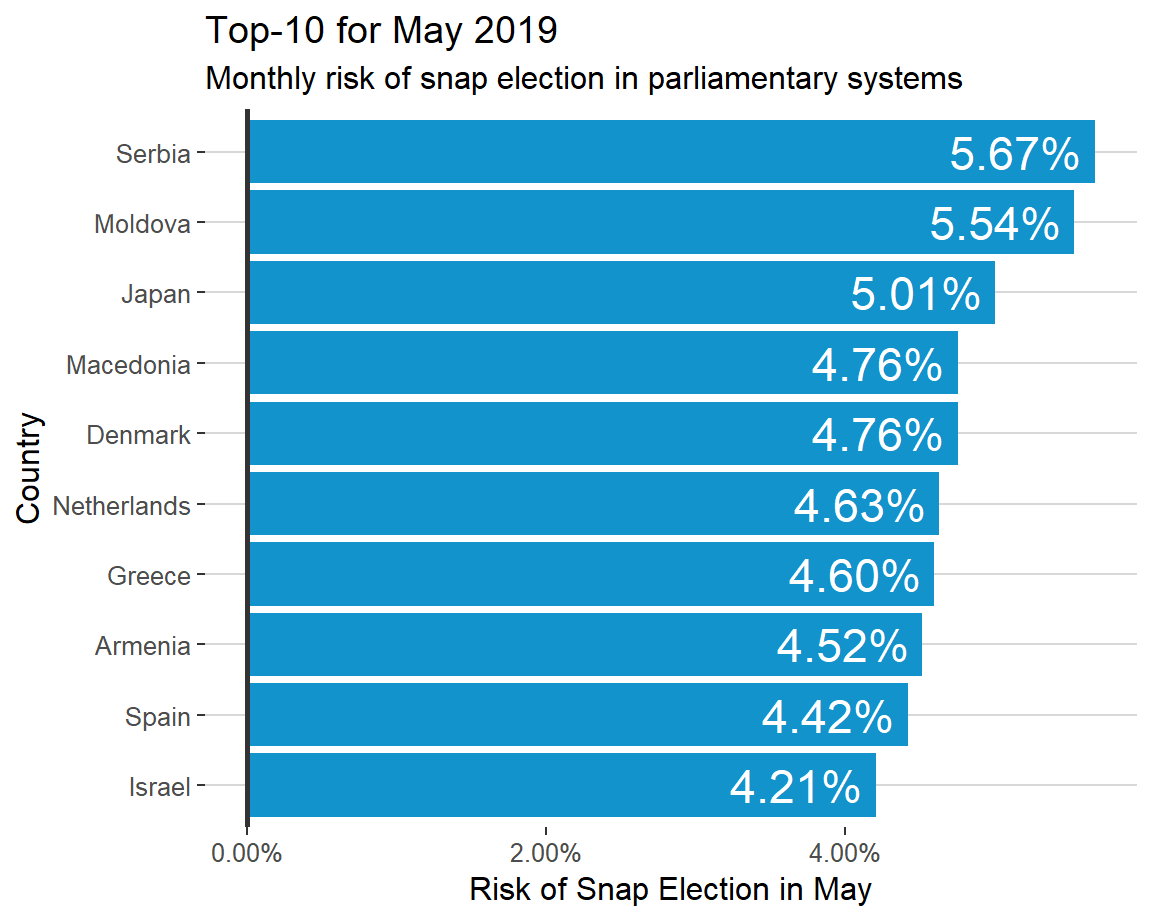 Top-10 for May 2019
Monthly risk of snap election in parliamentary systems
Country
Serbia 5.67%
Moldova 5.54%
Japan 5.01%
Macedonia 4.76%
Denmark 4.76%
Netherlands 4.63%
Greece 4.60%
Armenia 4.52%
Spain 4.42%
Israel 4.21%
0.00% 2.00% 4.00%
Risk of Snap Election in May